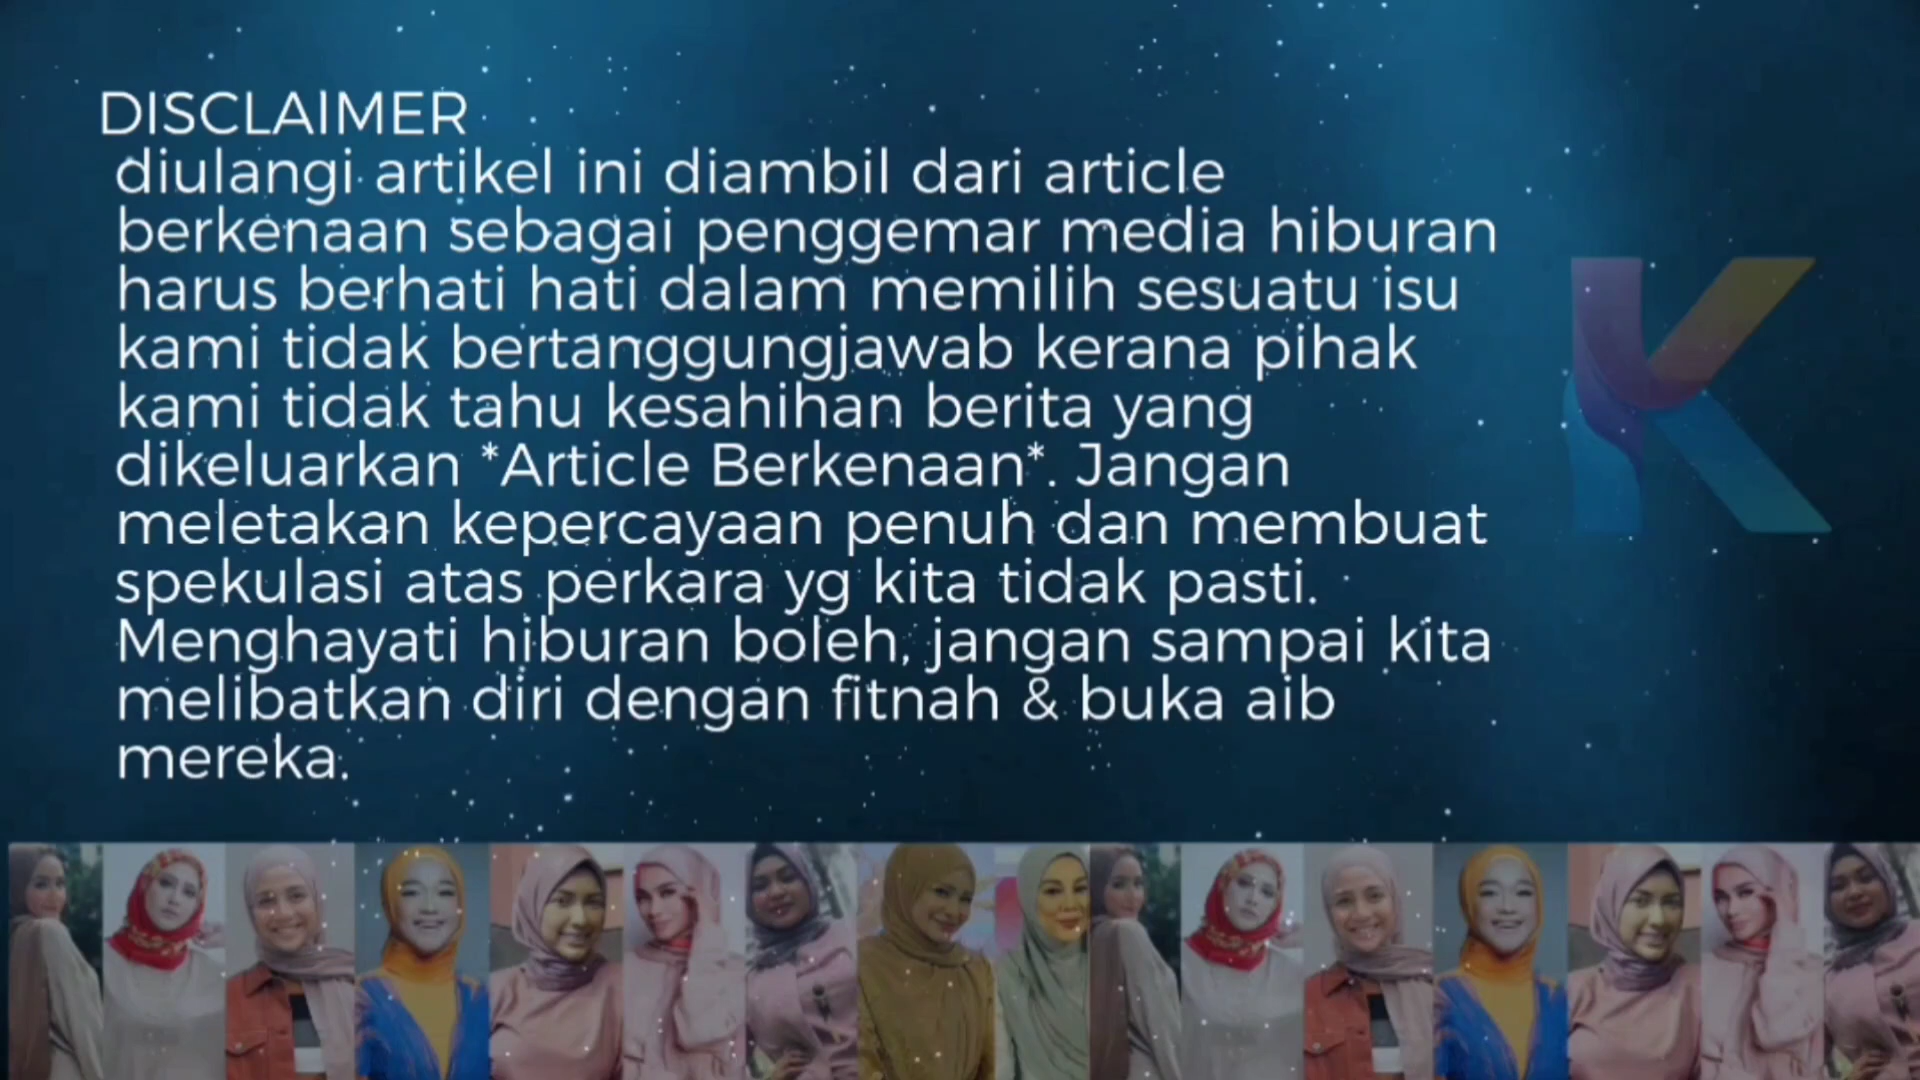 DISCLAIMER
diulangi artikel ini diambil dari article
berkenaan sebagai penggemar media hiburan
harus berhati hati dalam memilih sesuatu isu
kami tidak bertanggungjawab kerana pihak
kami tidak tahu kesahihan berita yang
dikeluarkan *Article Berkenaan*. Jangan
meletakan kepercayaan penuh dan membuat
spekulasi atas perkara yg kita tidak pasti.
Menghayati hiburan boleh, jangan sampai kita
melibatkan diri dengan fitnah & buka aib
mereka.
K